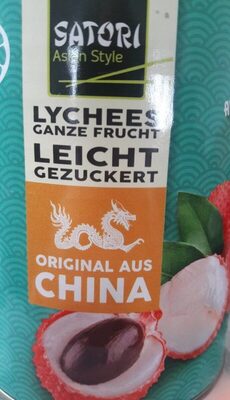 SATORI
Asian Style
LYCHEES
GANZE FRUCHT
LEICHT
GEZUCKERT
ORIGINAL AUS
CHINA